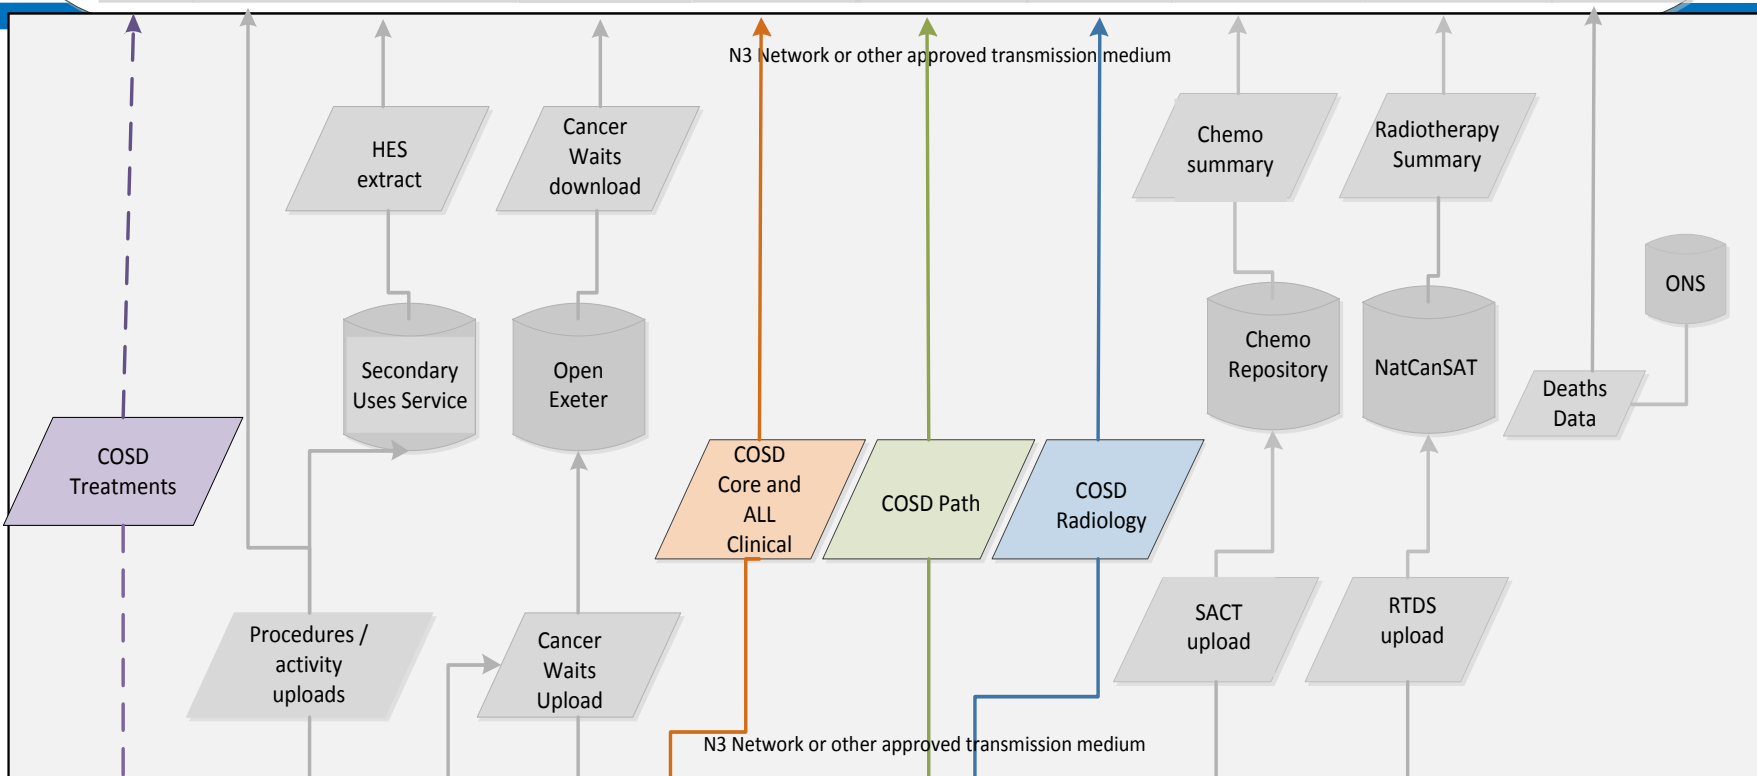 N3 Network or other approved transmission medium
HES
extract
Cancer
Waits
download
Chemo
summary
Radiotherapy
Summary
ONS
Secondary
Uses Service
Open
Exeter
Chemo
Repository
NatCanSAT
Deaths
Data
COSD
Treatments
COSD
Core and
ALL
Clinical
COSD Path
COSD
Radiology
Procedures /
activity
uploads
Cancer
Waits
Upload
SACT
upload
RTDS
upload
N3 Network or other approved transmission medium